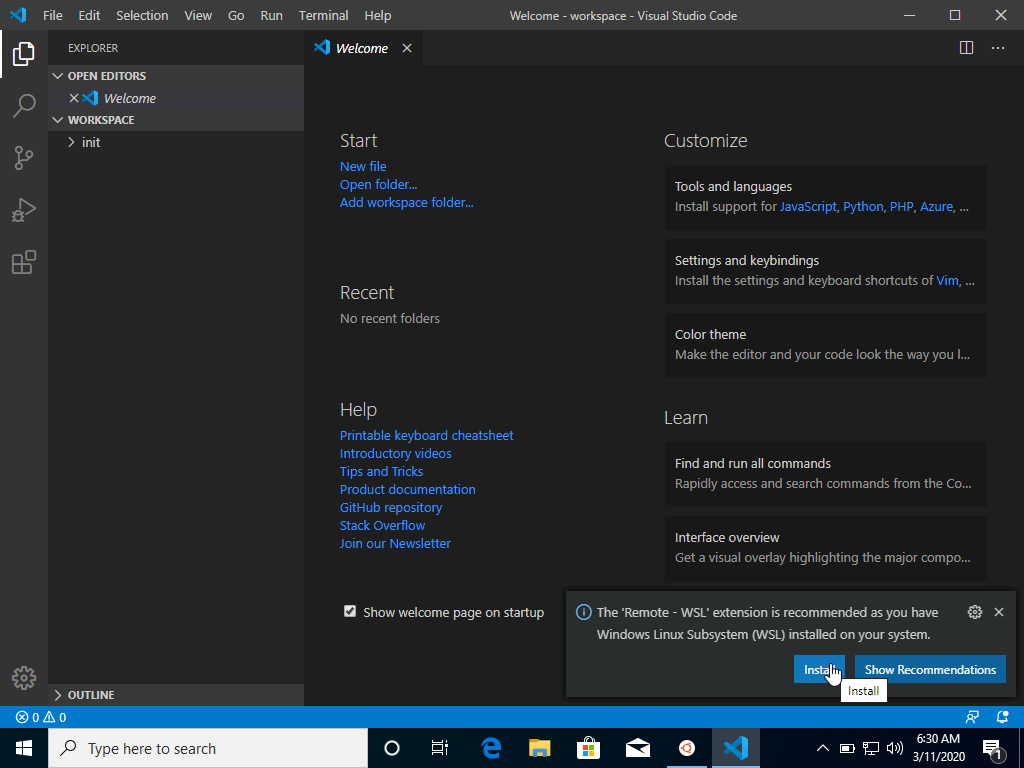 File Edit Selection View Go Run Terminal Help Welcome - workspace - Visual Studio Code
EXPLORER
Welcome
OPEN EDITORS
Welcome
WORKSPACE
init
OUTLINE
Start
New file
Open folder...
Add workspace folder...
Recent
No recent folders
Help
Printable keyboard cheatsheet
Introductory videos
Tips and Tricks
Product documentation
GitHub repository
Stack Overflow
Join our Newsletter
Show welcome page on startup
Customize
Tools and languages
Install support for JavaScript, Python, PHP, Azure, ...
Settings and keybindings
Install the settings and keyboard shortcuts of Vim, ...
Color theme
Make the editor and your code look the way you l...
Learn
Find and run all commands
Rapidly access and search commands from the Co...
Interface overview
Get a visual overlay highlighting the major compo...
The 'Remote - WSL' extension is recommended as you have
Windows Linux Subsystem (WSL) installed on your system.
Install Show Recommendations
Install
0 0
Type here to search
6:30 AM
3/11/2020
1